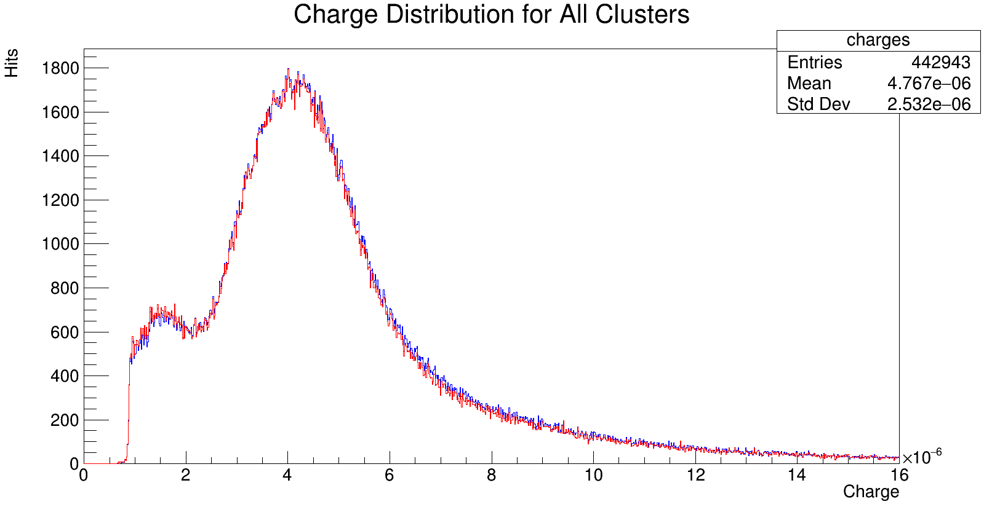 Charge Distribution for All Clusters
charges
Entries 442943
Mean 4.767e−06
Std Dev 2.532e−06
Hits
1800
1600
1400
1200
1000
800
600
400
200
0
0 2 4 6 8 10 12 14 16
×10⁻⁶
Charge